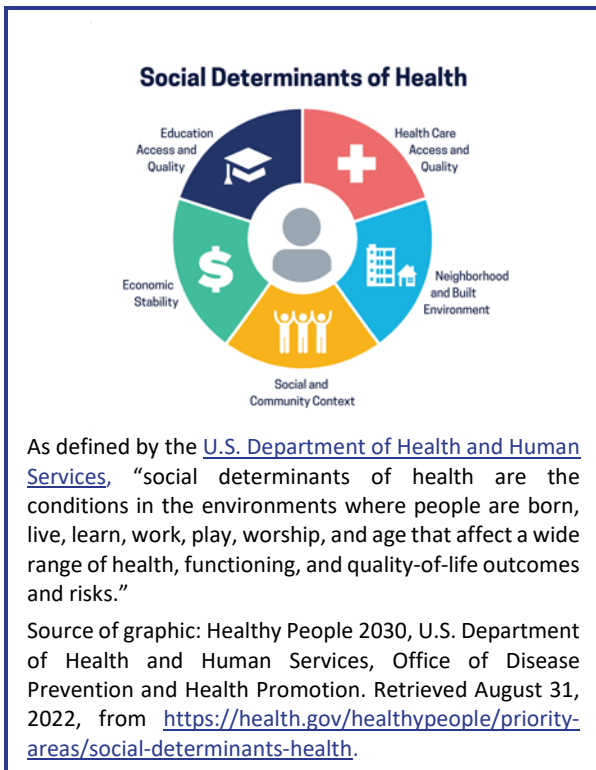 Social Determinants of Health
Education
Access and
Quality
Health Care
Access and
Quality
Economic
Stability
$
Neighborhood
and Built
Environment
Social and
Community Context
As defined by the U.S. Department of Health and Human
Services, “social determinants of health are the
conditions in the environments where people are born,
live, learn, work, play, worship, and age that affect a wide
range of health, functioning, and quality-of-life outcomes
and risks.”
Source of graphic: Healthy People 2030, U.S. Department
of Health and Human Services, Office of Disease
Prevention and Health Promotion. Retrieved August 31,
2022, from https://health.gov/healthypeople/priority-
areas/social-determinants-health.